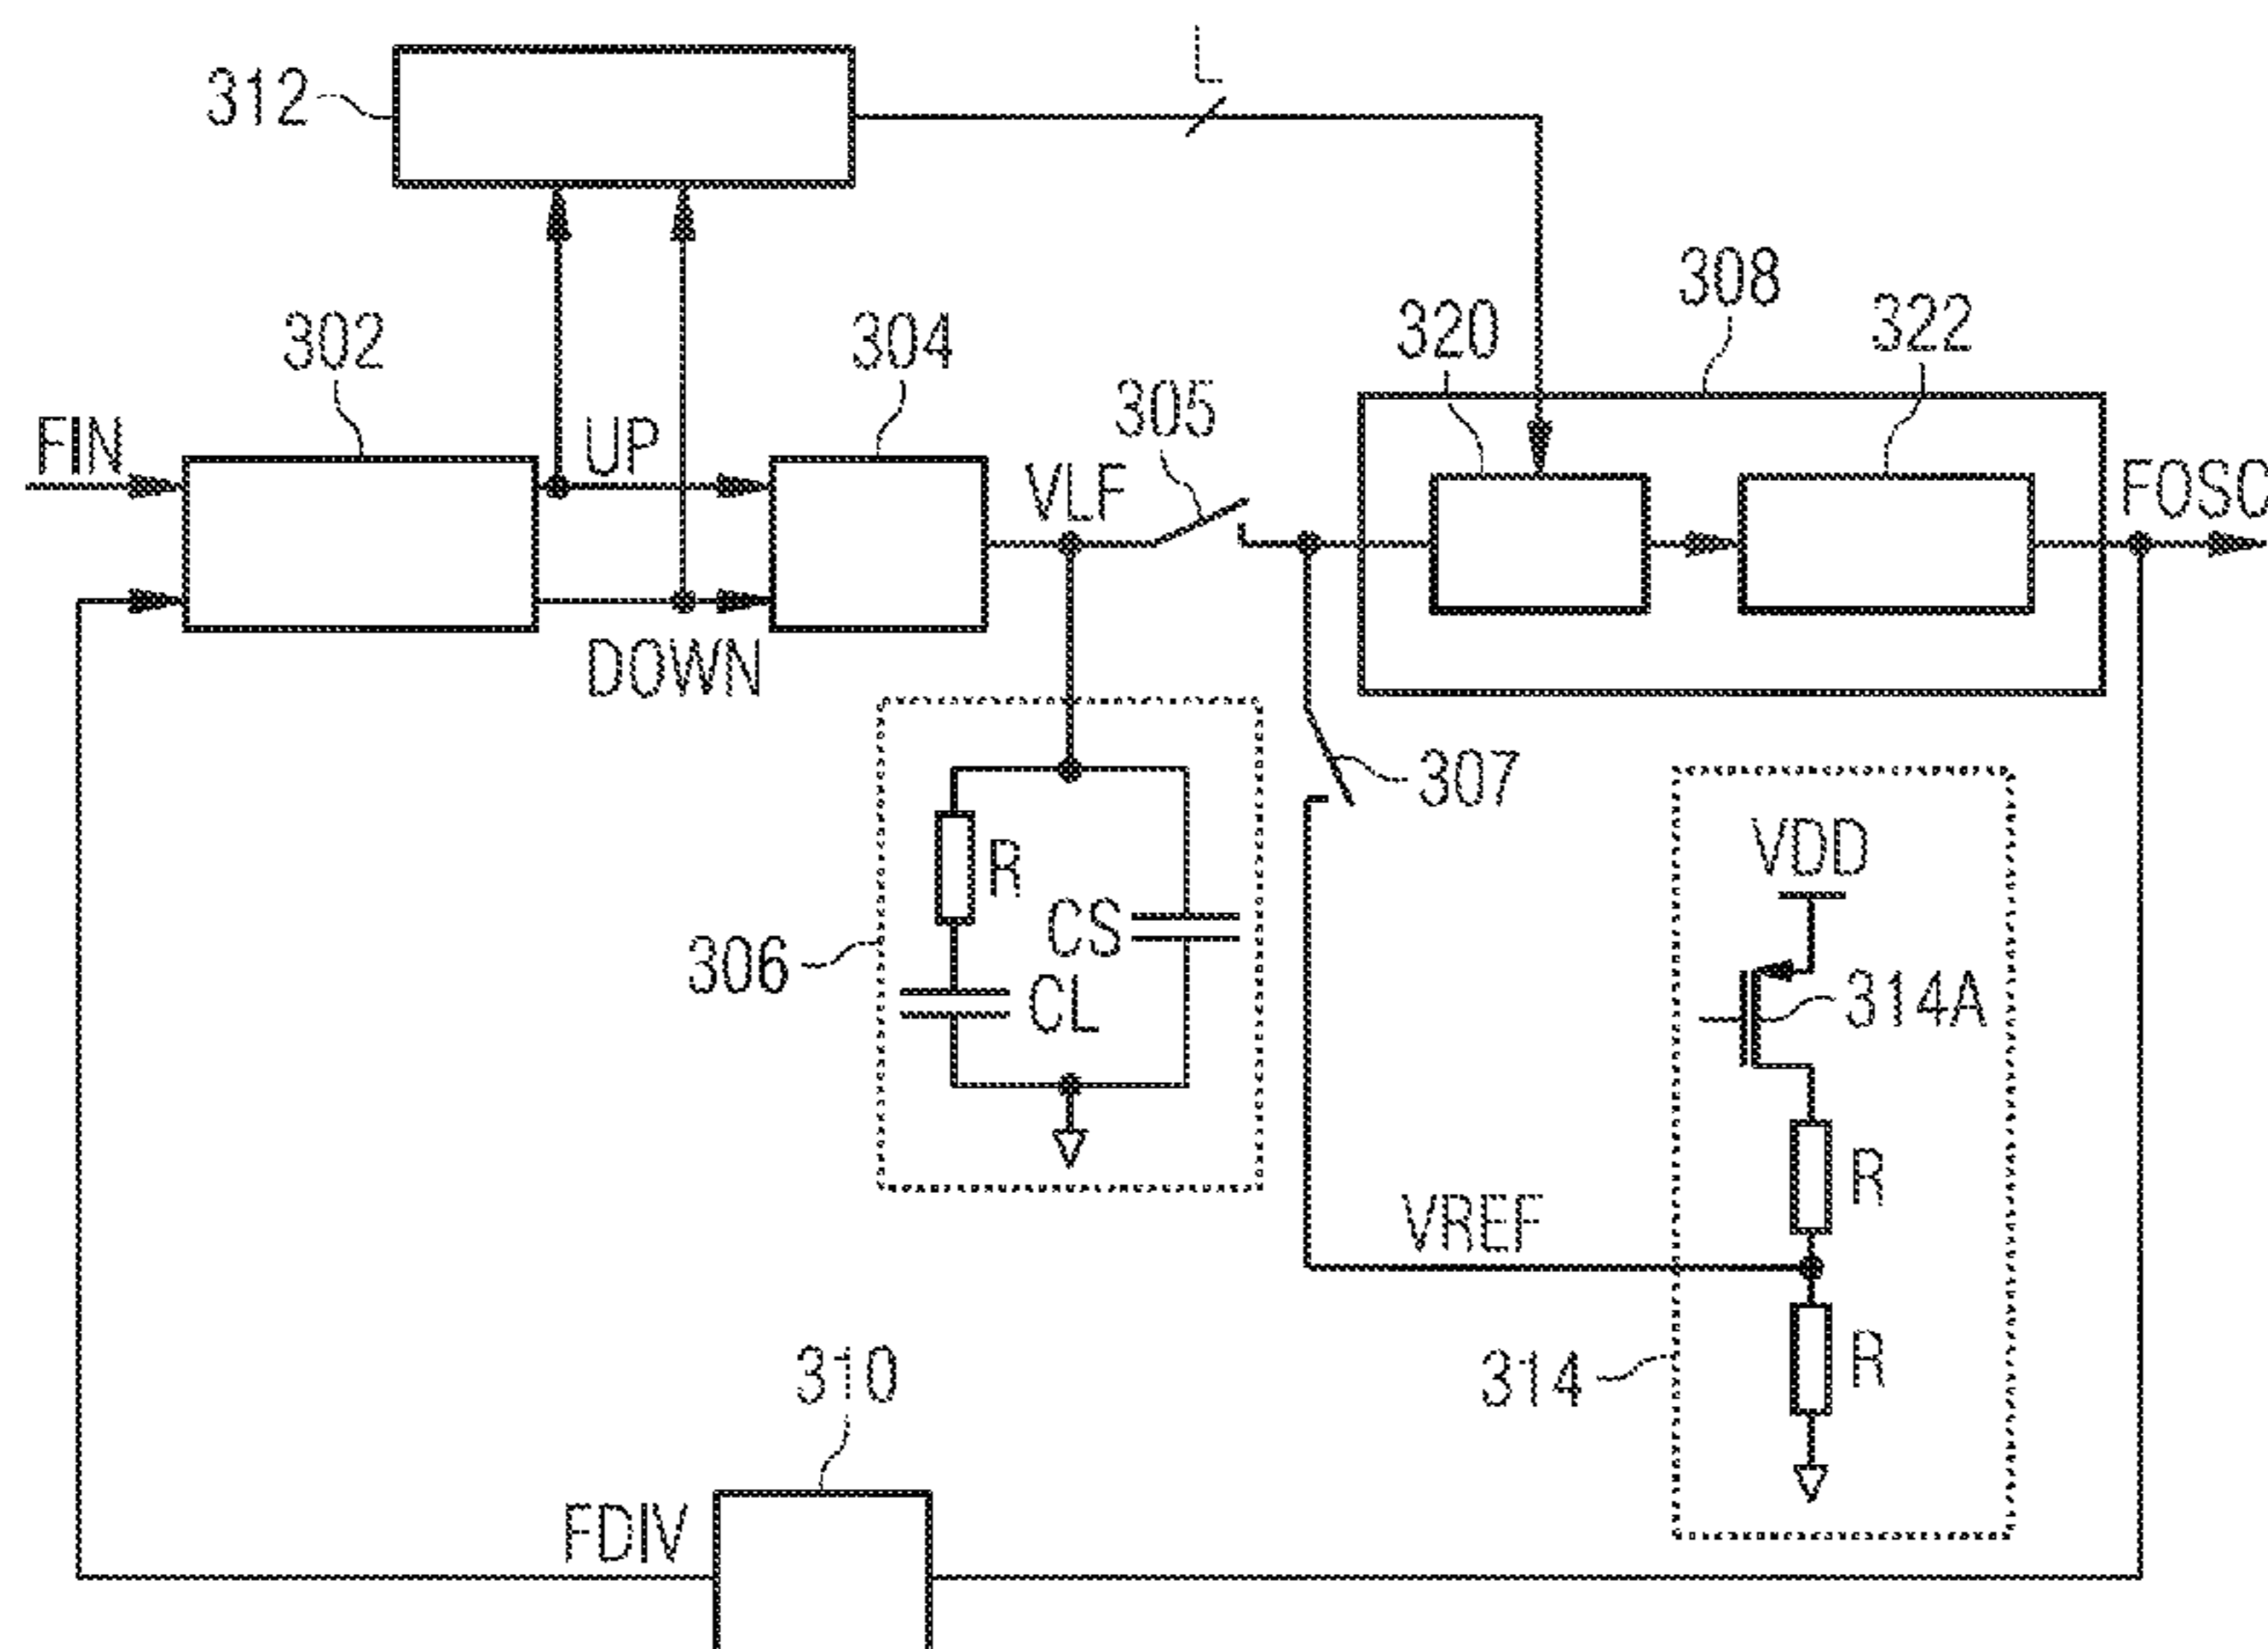 L
312
308
302
304
320
322
305
FIN
UP
VLF
FOSC
DOWN
307
VDD
R
CS
306
CL
314A
R
VREF
314
R
310
FDIV